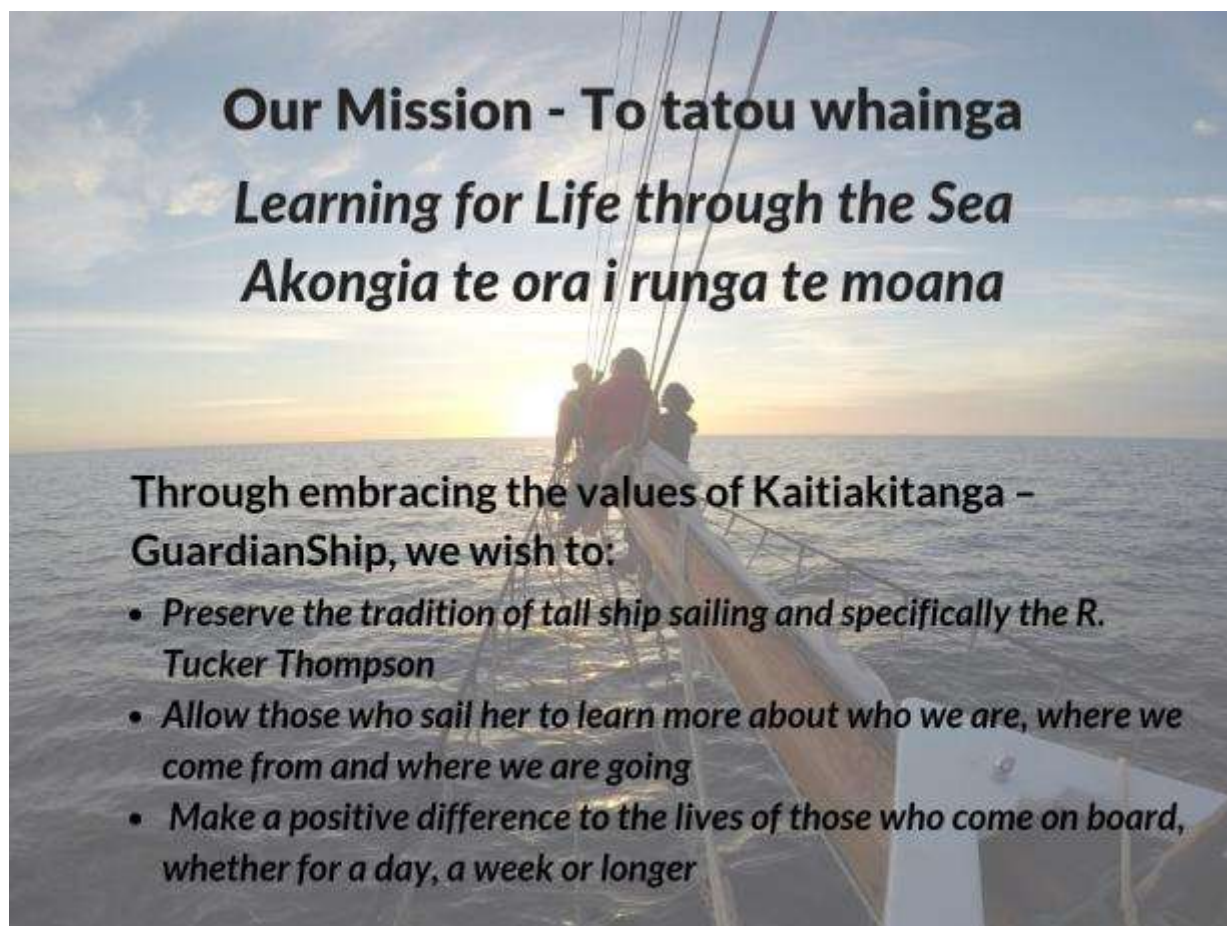 Our Mission - To tatou whainga
Learning for Life through the Sea
Akongia te ora i runga te moana
Through embracing the values of Kaitiakitanga –
GuardianShip, we wish to:
• Preserve the tradition of tall ship sailing and specifically the R.
Tucker Thompson
• Allow those who sail her to learn more about who we are, where we
come from and where we are going
• Make a positive difference to the lives of those who come on board,
whether for a day, a week or longer